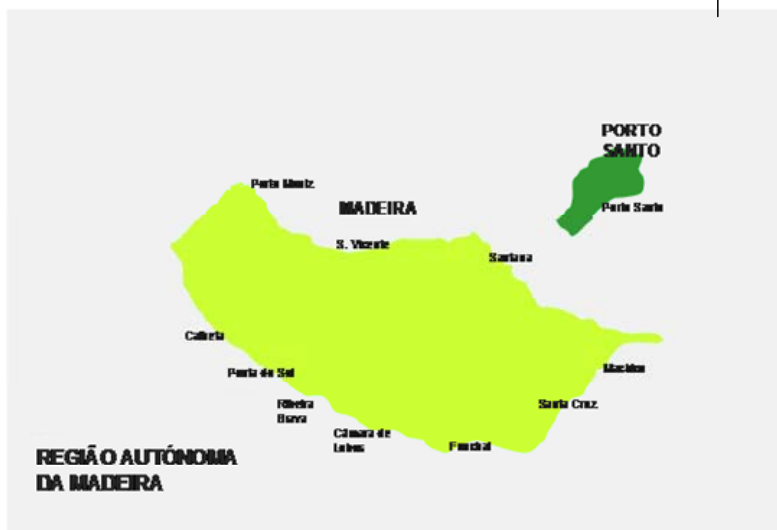 PORTO
SANTO
Porto Moniz
MADEIRA
Porto Santo
S. Vicente
Santana
Calheta
Machico
Ponta do Sol
Ribeira
Brava
Santa Cruz
Câmara de
Lobos
Funchal
REGIÃO AUTÓNOMA
DA MADEIRA